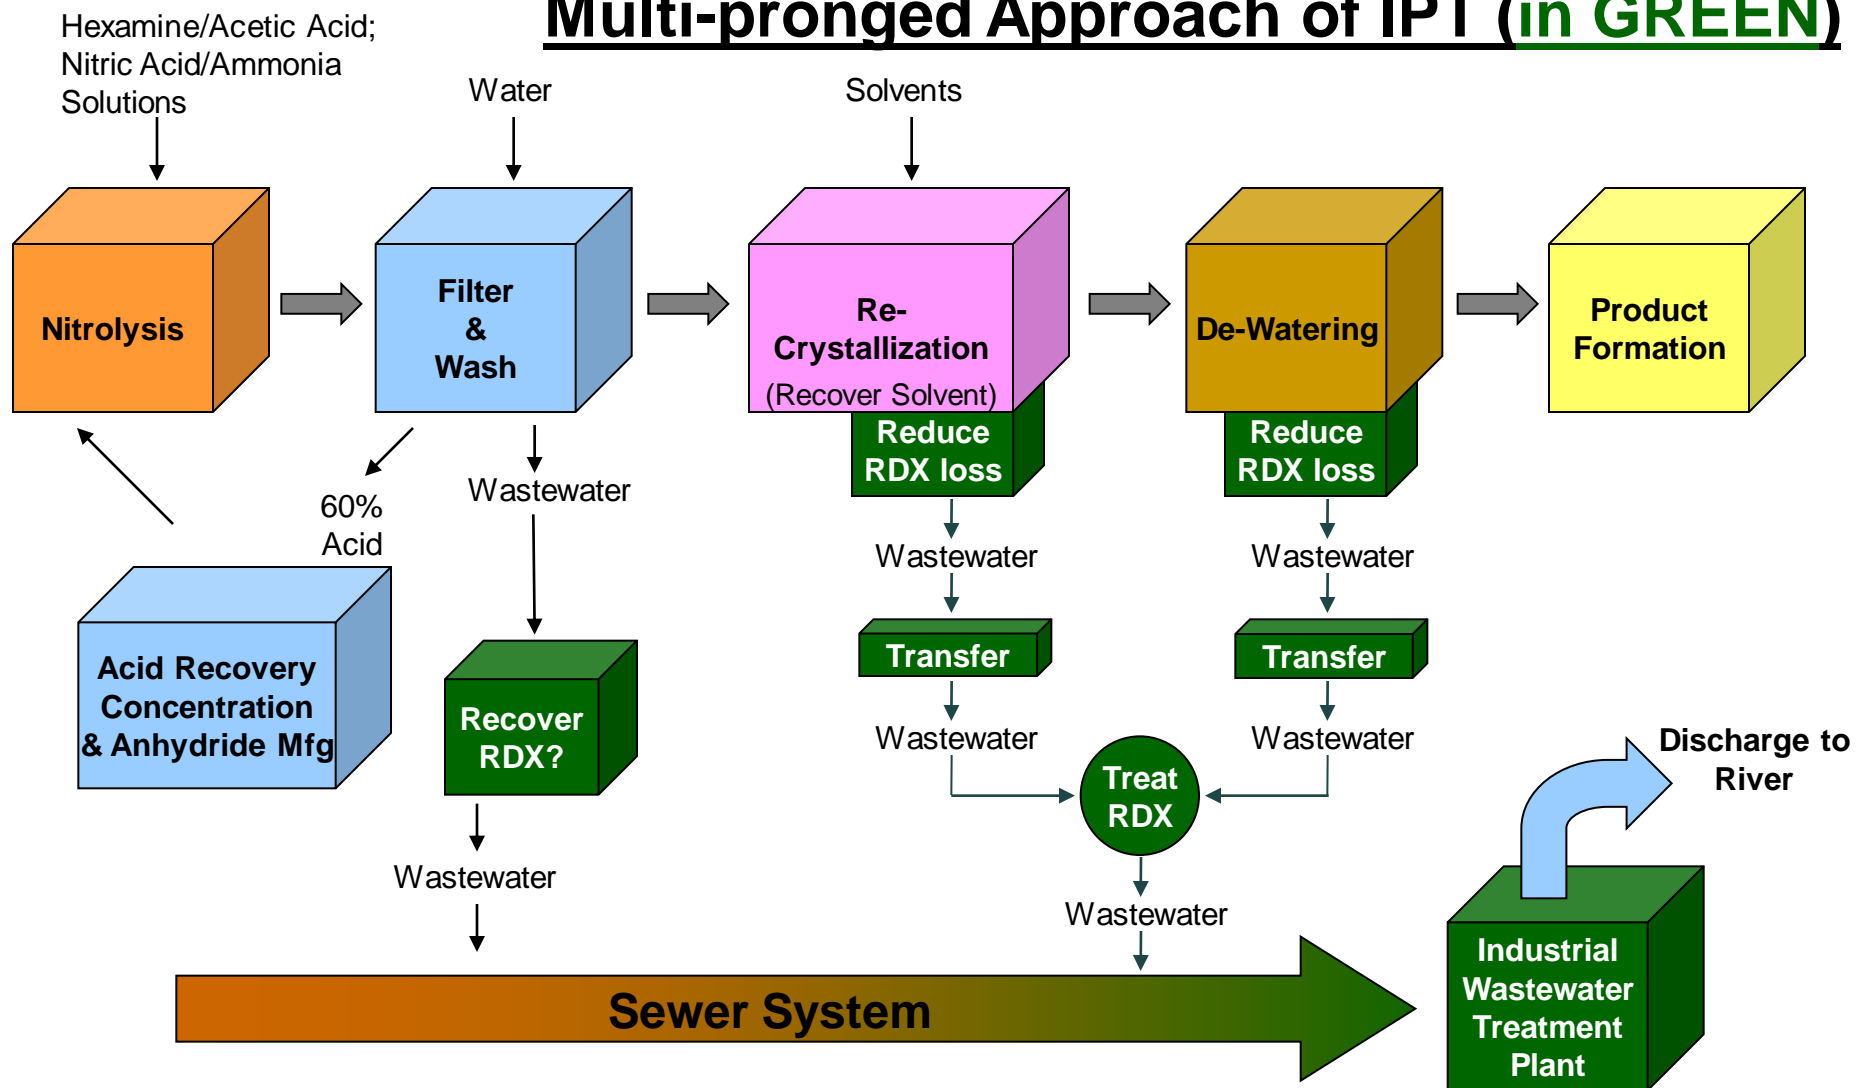 Multi-pronged Approach of IPT (in GREEN)
Hexamine/Acetic Acid;
Nitric Acid/Ammonia
Solutions
Water
Solvents
Nitrolysis
Filter
&
Wash
Re-
Crystallization
(Recover Solvent)
De-Watering
Product
Formation
Reduce
RDX loss
Reduce
RDX loss
60%
Acid
Wastewater
Wastewater
Wastewater
Acid Recovery
Concentration
& Anhydride Mfg
Recover
RDX?
Transfer
Transfer
Wastewater
Wastewater
Treat
RDX
Discharge to
River
Wastewater
Wastewater
Sewer System
Industrial
Wastewater
Treatment
Plant